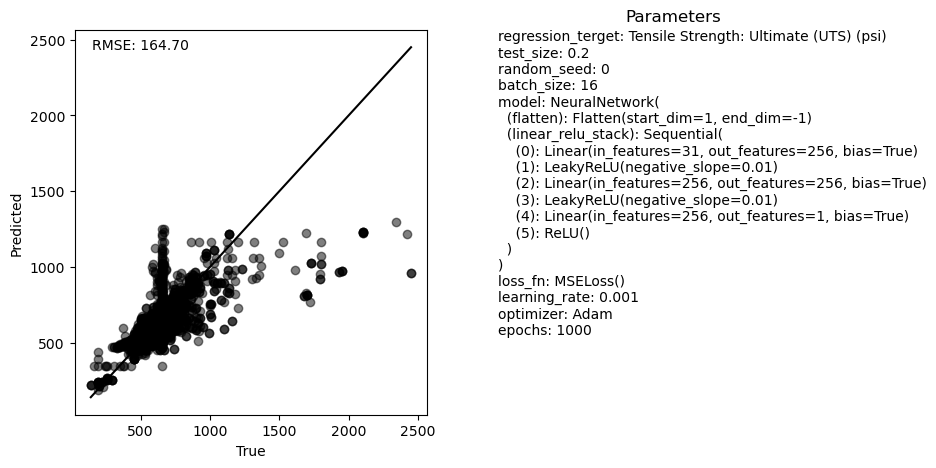 Parameters
RMSE: 164.70
2500
2000
1500
1000
500
Predicted
500
1000
1500
2000
2500
True
regression_terget: Tensile Strength: Ultimate (UTS) (psi)
test_size: 0.2
random_seed: 0
batch_size: 16
model: NeuralNetwork(
  (flatten): Flatten(start_dim=1, end_dim=-1)
  (linear_relu_stack): Sequential(
    (0): Linear(in_features=31, out_features=256, bias=True)
    (1): LeakyReLU(negative_slope=0.01)
    (2): Linear(in_features=256, out_features=256, bias=True)
    (3): LeakyReLU(negative_slope=0.01)
    (4): Linear(in_features=256, out_features=1, bias=True)
    (5): ReLU()
  )
)
loss_fn: MSELoss()
learning_rate: 0.001
optimizer: Adam
epochs: 1000